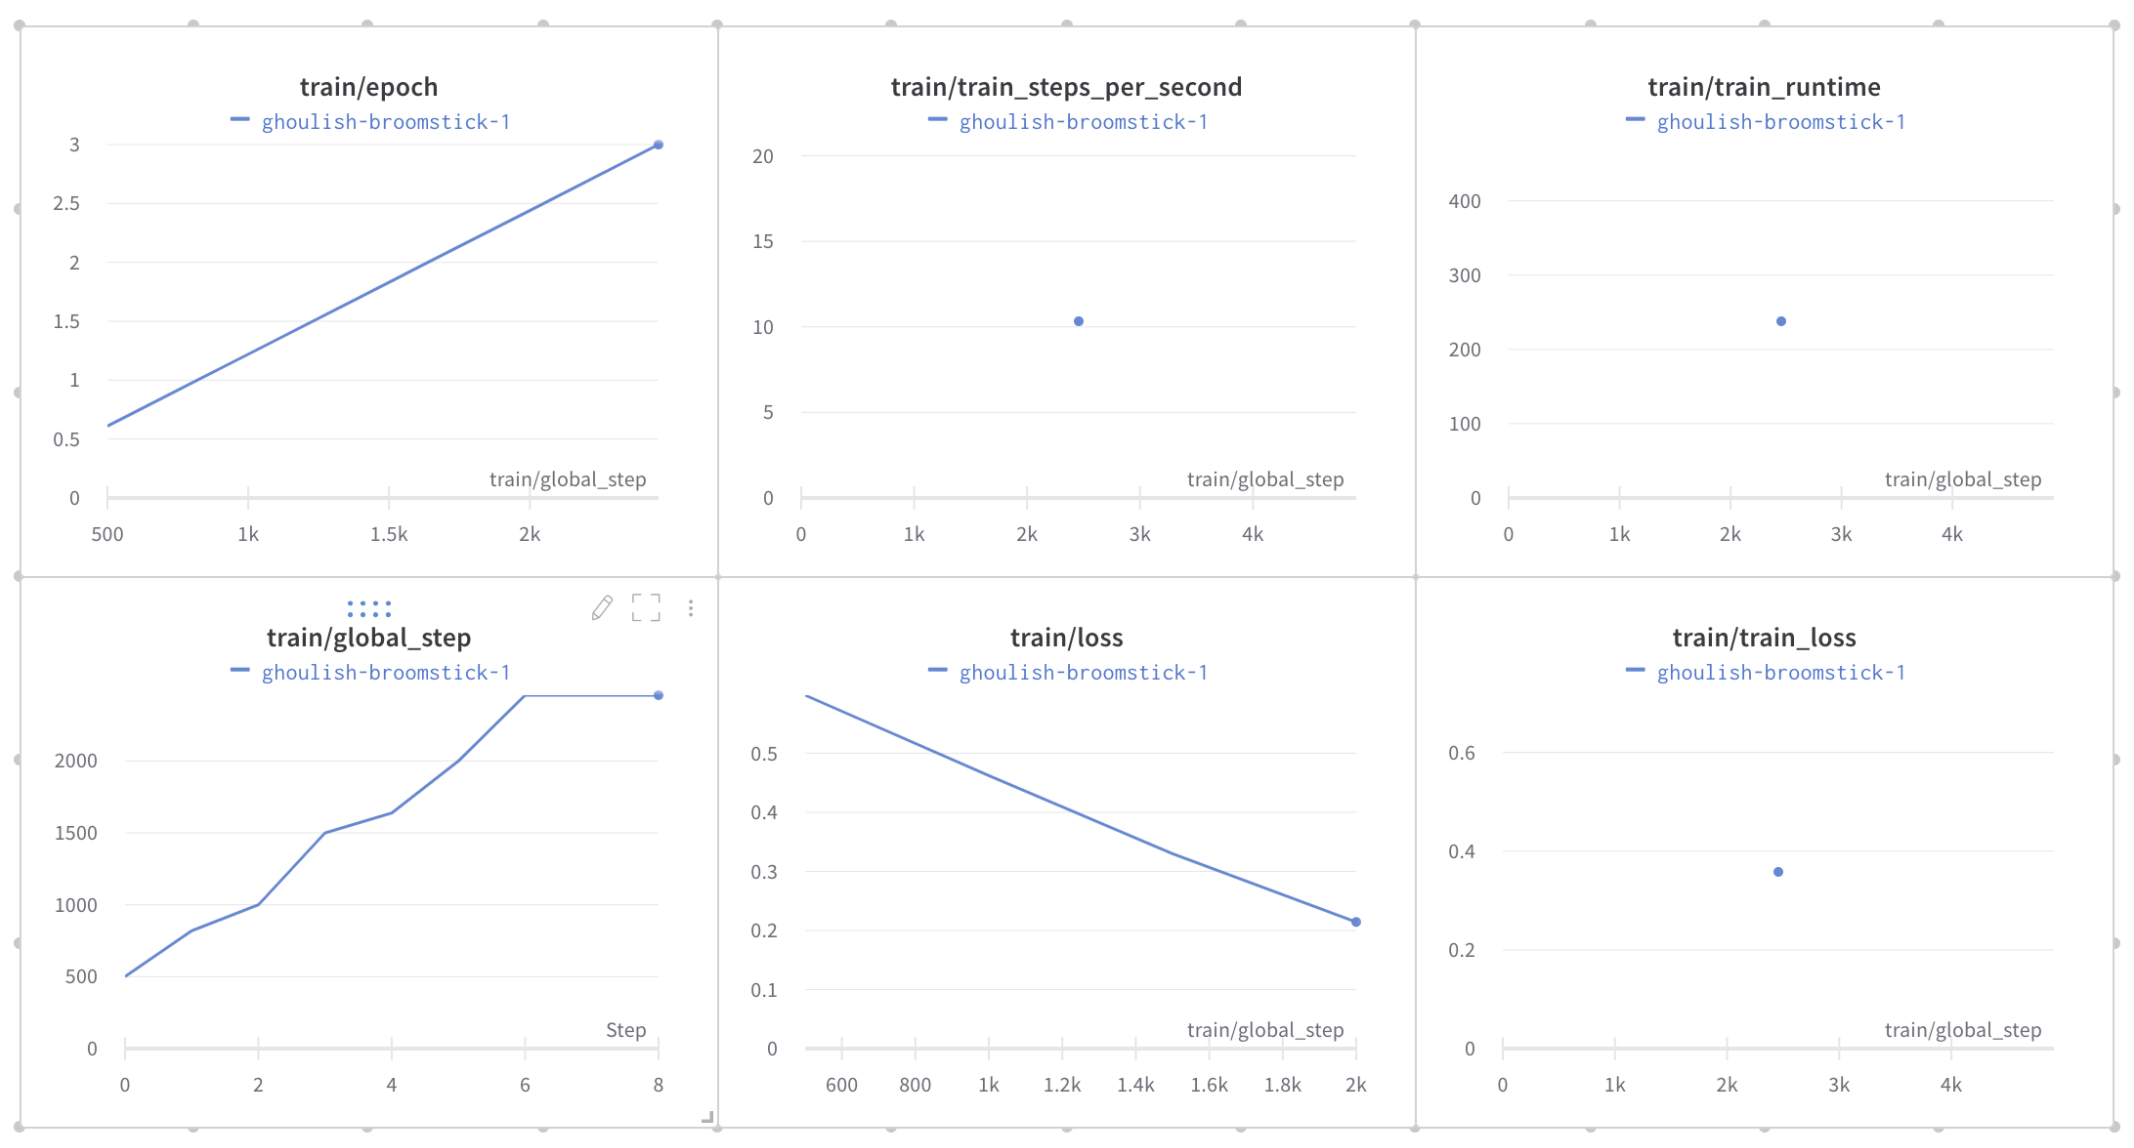 train/epoch
ghoulish-broomstick-1
3
2.5
2
1.5
1
0.5
0
train/global_step
500 1k 1.5k 2k
train/train_steps_per_second
ghoulish-broomstick-1
20
15
10
5
0
train/global_step
0 1k 2k 3k 4k
train/train_runtime
ghoulish-broomstick-1
400
300
200
100
0
train/global_step
0 1k 2k 3k 4k
train/global_step
ghoulish-broomstick-1
2000
1500
1000
500
0
Step
0 2 4 6 8
train/loss
ghoulish-broomstick-1
0.5
0.4
0.3
0.2
0.1
0
train/global_step
600 800 1k 1.2k 1.4k 1.6k 1.8k 2k
train/train_loss
ghoulish-broomstick-1
0.6
0.4
0.2
0
train/global_step
0 1k 2k 3k 4k